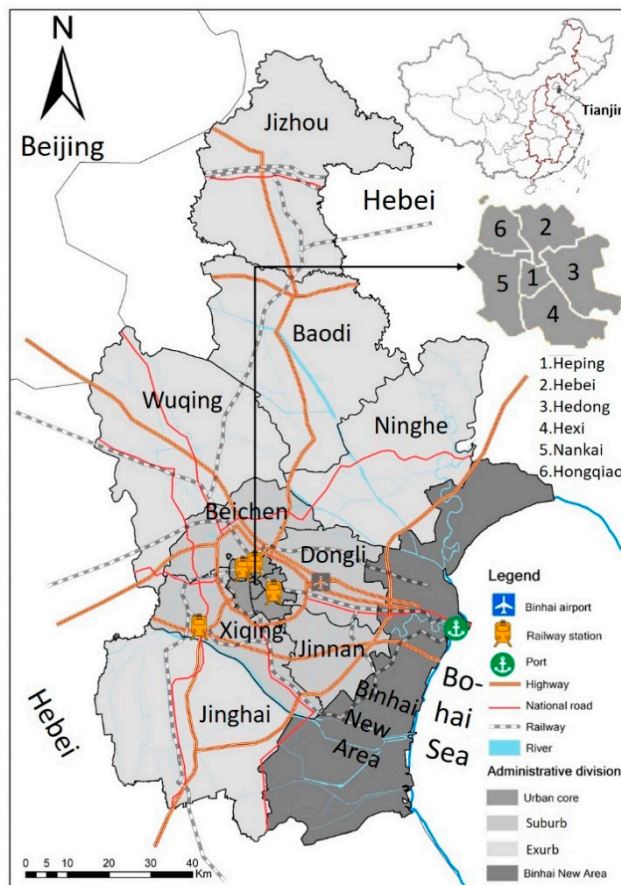 N
Beijing
Jizhou
Hebei
Tianjin
6
2
1
3
5
4
Baodi
Wuqing
Ninghe
1.Heping
2.Hebei
3.Hedong
4.Hexi
5.Nankai
6.Hongqiao
Beichen
Dongli
Xiqing
Jinnan
Jinghai
Hebei
Binhai
New
Area
Bo-
hai
Sea
Legend
Binhai airport
Railway station
Port
Highway
National road
Railway
River
Administrative division
Urban core
Suburb
Exurb
Binhai New Area
0 5 10 20 30 40
Km